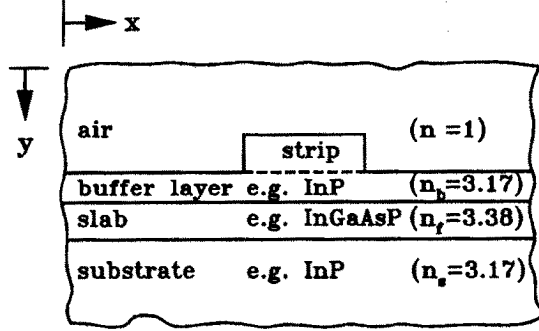 x
y
air (n =1)
strip
buffer layer e.g. InP (n_b=3.17)
slab e.g. InGaAsP (n_f=3.38)
substrate e.g. InP (n_s=3.17)